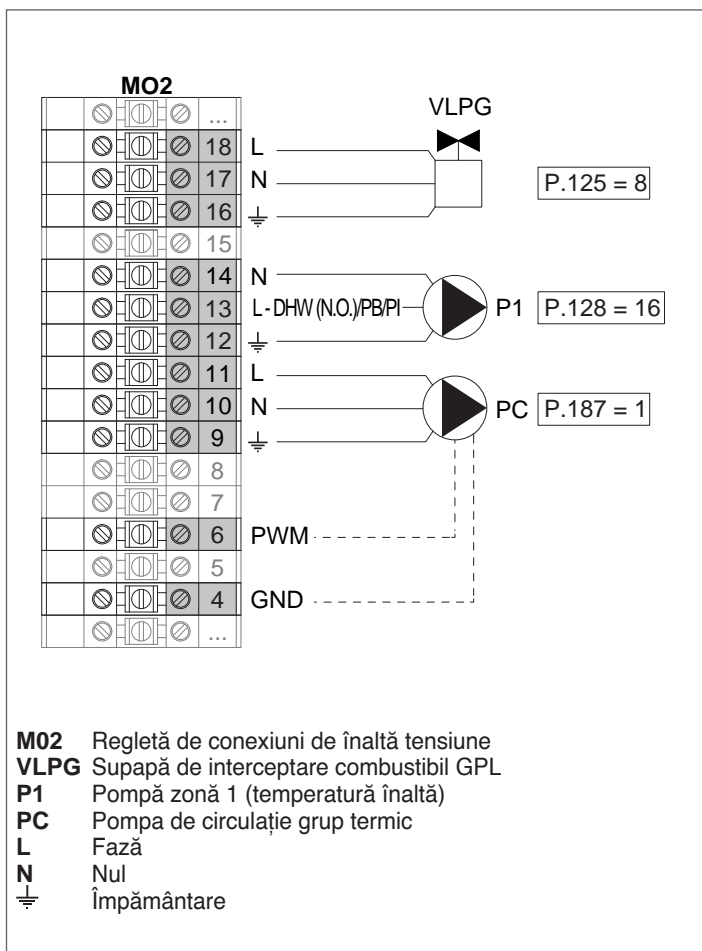 MO2
VLPG
...
18 L
17 N
P.125 = 8
16
15
14 N
13 L - DHW (N.O.)/PB/PI P1 P.128 = 16
12
11 L
10 N PC P.187 = 1
9
8
7
6 PWM
5
4 GND
...
M02 Regletă de conexiuni de înaltă tensiune
VLPG Supapă de interceptare combustibil GPL
P1 Pompă zonă 1 (temperatură înaltă)
PC Pompa de circulație grup termic
L Fază
N Nul
Împământare